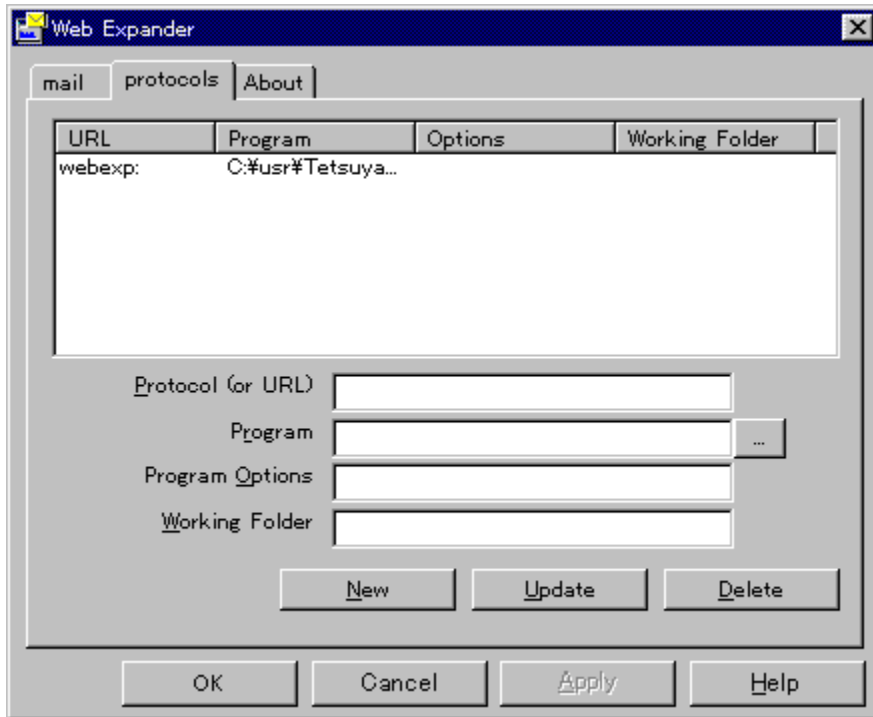 Web Expander
mail protocols About
URL Program Options Working Folder
webexp: C:¥usr¥Tetsuya...
Protocol (or URL)
Program ...
Program Options
Working Folder
New Update Delete
OK Cancel Apply Help